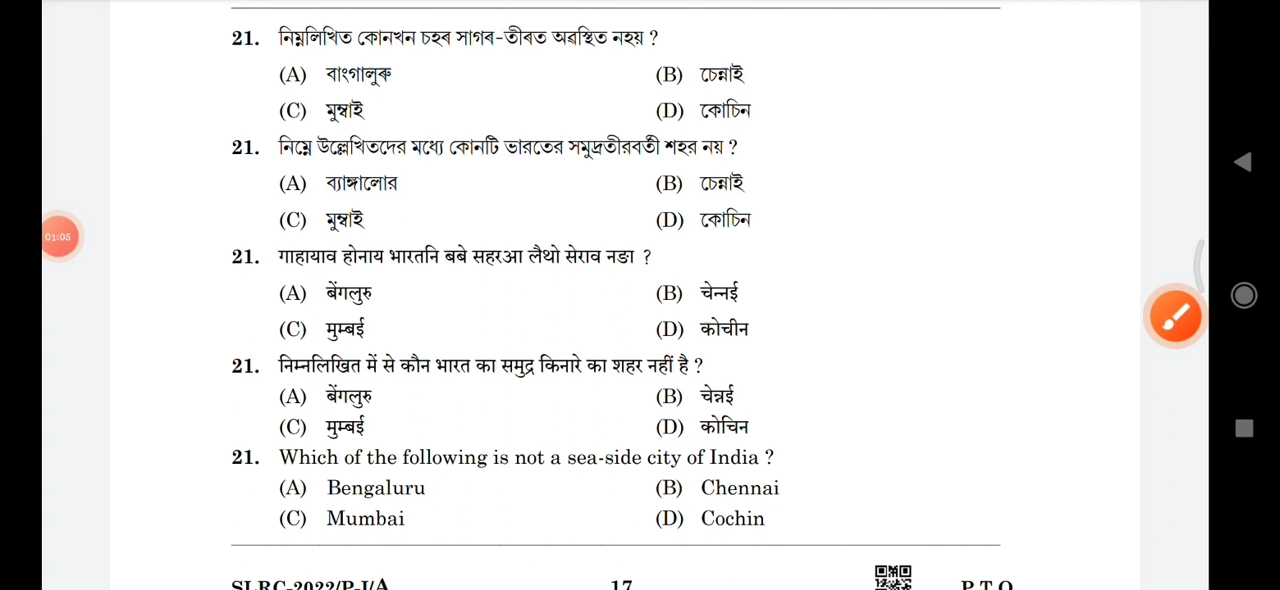 21. নিম্নলিখিত কোনখন চহৰ সাগৰ-তীৰত অৱস্থিত নহয় ?
(A) বাংগালুৰু (B) চেন্নাই
(C) মুম্বাই (D) কোচিন
21. নিম্নে উল্লেখিতদের মধ্যে কোনটি ভারতের সমুদ্রতীরবর্তী শহর নয় ?
(A) ব্যাঙ্গালোর (B) চেন্নাই
(C) মুম্বাই (D) কোচিন
21. गाहायाव होनाय भारतनि बबे सहरआ लैथो सेराव नङा ?
(A) बेंगलुरु (B) चेन्नई
(C) मुम्बई (D) कोचीन
21. निम्नलिखित में से कौन भारत का समुद्र किनारे का शहर नहीं है ?
(A) बेंगलुरु (B) चेन्नई
(C) मुम्बई (D) कोचिन
21. Which of the following is not a sea-side city of India ?
(A) Bengaluru (B) Chennai
(C) Mumbai (D) Cochin
SLRC-2022/P-I/A 17 P.T.O
01:05